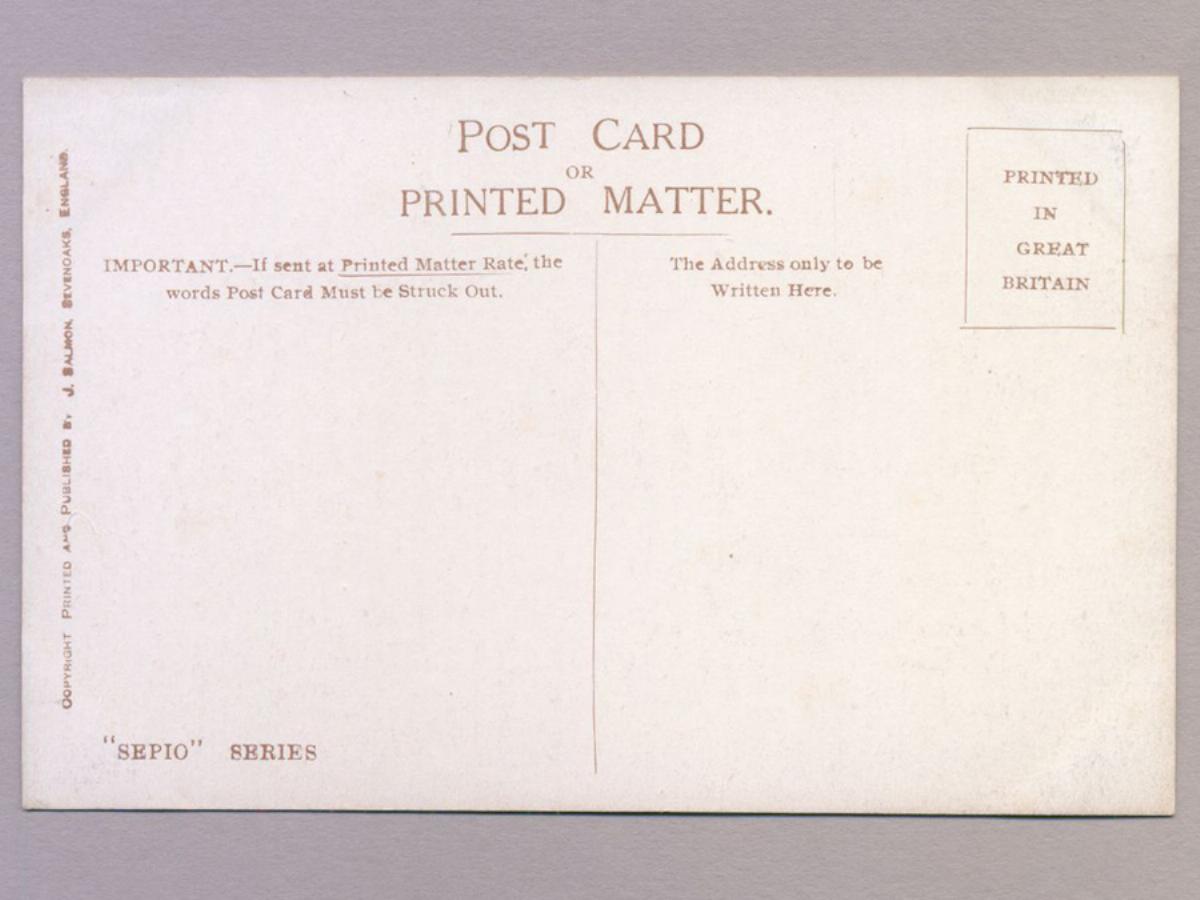 POST CARD
OR
PRINTED MATTER.
IMPORTANT.—If sent at Printed Matter Rate, the
words Post Card Must be Struck Out.
The Address only to be
Written Here.
PRINTED
IN
GREAT
BRITAIN
COPYRIGHT PRINTED AND PUBLISHED BY J. SALMON, SEVENOAKS, ENGLAND.
"SEPIO" SERIES